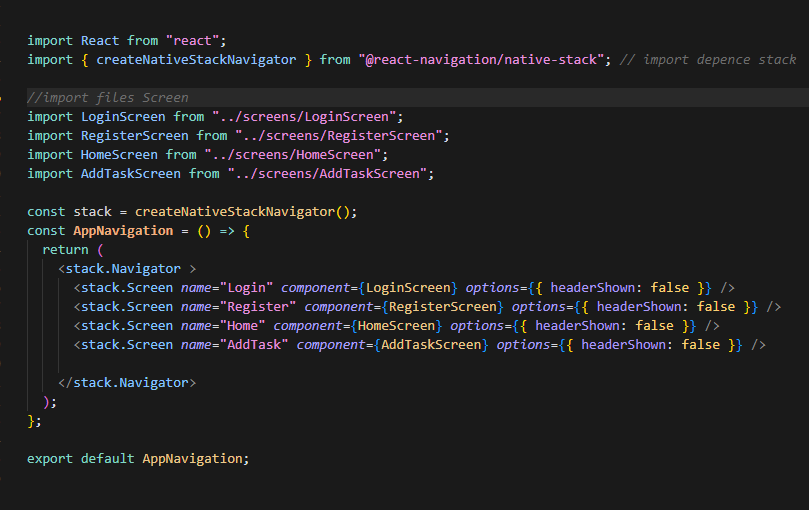 import React from "react";
import { createNativeStackNavigator } from "@react-navigation/native-stack"; // import depence stack
//import files Screen
import LoginScreen from "../screens/LoginScreen";
import RegisterScreen from "../screens/RegisterScreen";
import HomeScreen from "../screens/HomeScreen";
import AddTaskScreen from "../screens/AddTaskScreen";
const stack = createNativeStackNavigator();
const AppNavigation = () => {
  return (
    <stack.Navigator >
      <stack.Screen name="Login" component={LoginScreen} options={{ headerShown: false }} />
      <stack.Screen name="Register" component={RegisterScreen} options={{ headerShown: false }} />
      <stack.Screen name="Home" component={HomeScreen} options={{ headerShown: false }} />
      <stack.Screen name="AddTask" component={AddTaskScreen} options={{ headerShown: false }} />
    </stack.Navigator>
  );
};
export default AppNavigation;